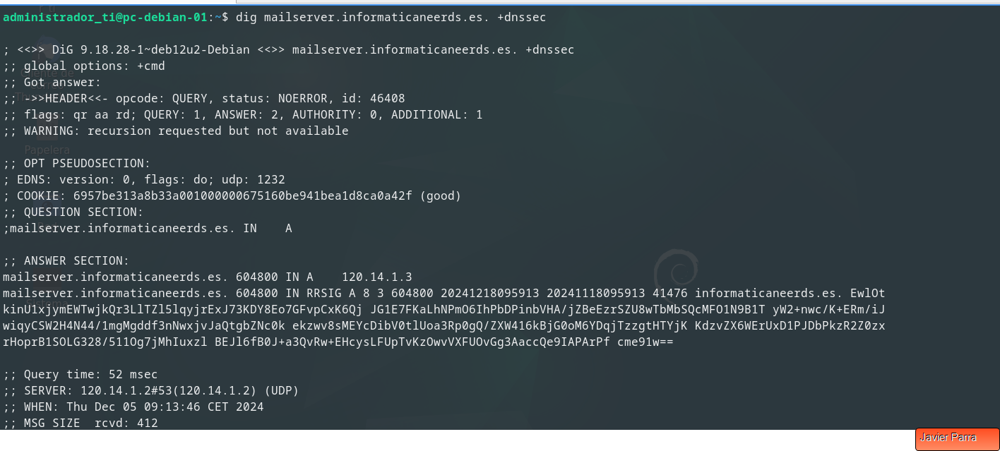 administrador_ti@pc-debian-01:~$ dig mailserver.informaticaneerds.es. +dnssec
; <<>> DiG 9.18.28-1~deb12u2-Debian <<>> mailserver.informaticaneerds.es. +dnssec
;; global options: +cmd
;; Got answer:
;; ->>HEADER<<- opcode: QUERY, status: NOERROR, id: 46408
;; flags: qr aa rd; QUERY: 1, ANSWER: 2, AUTHORITY: 0, ADDITIONAL: 1
;; WARNING: recursion requested but not available
Papelera
;; OPT PSEUDOSECTION:
; EDNS: version: 0, flags: do; udp: 1232
; COOKIE: 6957be313a8b33a001000000675160be941bea1d8ca0a42f (good)
;; QUESTION SECTION:
;mailserver.informaticaneerds.es. IN A
;; ANSWER SECTION:
mailserver.informaticaneerds.es. 604800 IN A 120.14.1.3
mailserver.informaticaneerds.es. 604800 IN RRSIG A 8 3 604800 20241218095913 20241118095913 41476 informaticaneerds.es. EwlOt
kinU1xjymEWTwjkQr3LlTZl5lqyjrExJ73KDY8Eo7GFvpCxK6Qj JG1E7FKaLhNPmO6IhPbDPinbVHA/jZBeEzrSZU8wTbMbSQcMFO1N9B1T yW2+nwc/K+ERm/iJ
wiqyCSW2H4N44/1mgMgddf3nNwxjvJaQtgbZNc0k ekzwv8sMEYcDibV0tlUoa3Rp0gQ/ZXW416kBjG0oM6YDqjTzzgtHTYjK KdzvZX6WErUxD1PJDbPkzR2Z0zx
rHoprB1SOLG328/511Og7jMhIuxzl BEJl6fB0J+a3QvRw+EHcysLFUpTvKzOwvVXFUOvGg3AaccQe9IAPArPf cme91w==
Sistema
;; Query time: 52 msec
;; SERVER: 120.14.1.2#53(120.14.1.2) (UDP)
;; WHEN: Thu Dec 05 09:13:46 CET 2024
;; MSG SIZE rcvd: 412
Javier Parra